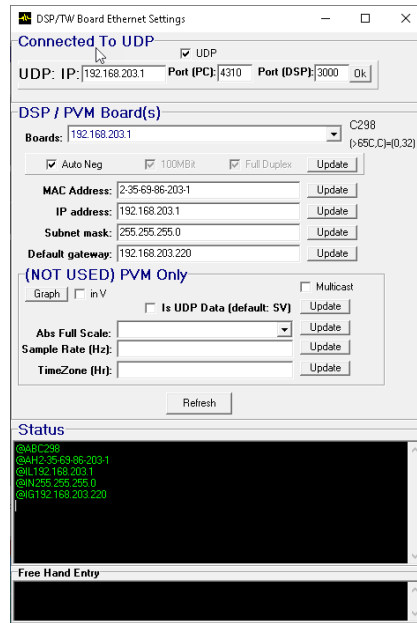 DSP/TW Board Ethernet Settings
Connected To UDP
UDP
UDP: IP: 192.168.203.1 Port (PC): 4310 Port (DSP): 3000 Ok
DSP / PVM Board(s)
Boards: 192.168.203.1
C298
(>65C,C)=(0,32)
Auto Neg 100MBit Full Duplex Update
MAC Address: 2-35-69-86-203-1 Update
IP address: 192.168.203.1 Update
Subnet mask: 255.255.255.0 Update
Default gateway: 192.168.203.220 Update
(NOT USED) PVM Only
Graph in V Multicast
Is UDP Data (default: SV) Update
Abs Full Scale: Update
Sample Rate (Hz): Update
TimeZone (Hr): Update
Refresh
Status
@ABC298
@AH2-35-69-86-203-1
@IL192.168.203.1
@IN255.255.255.0
@IG192.168.203.220
Free Hand Entry